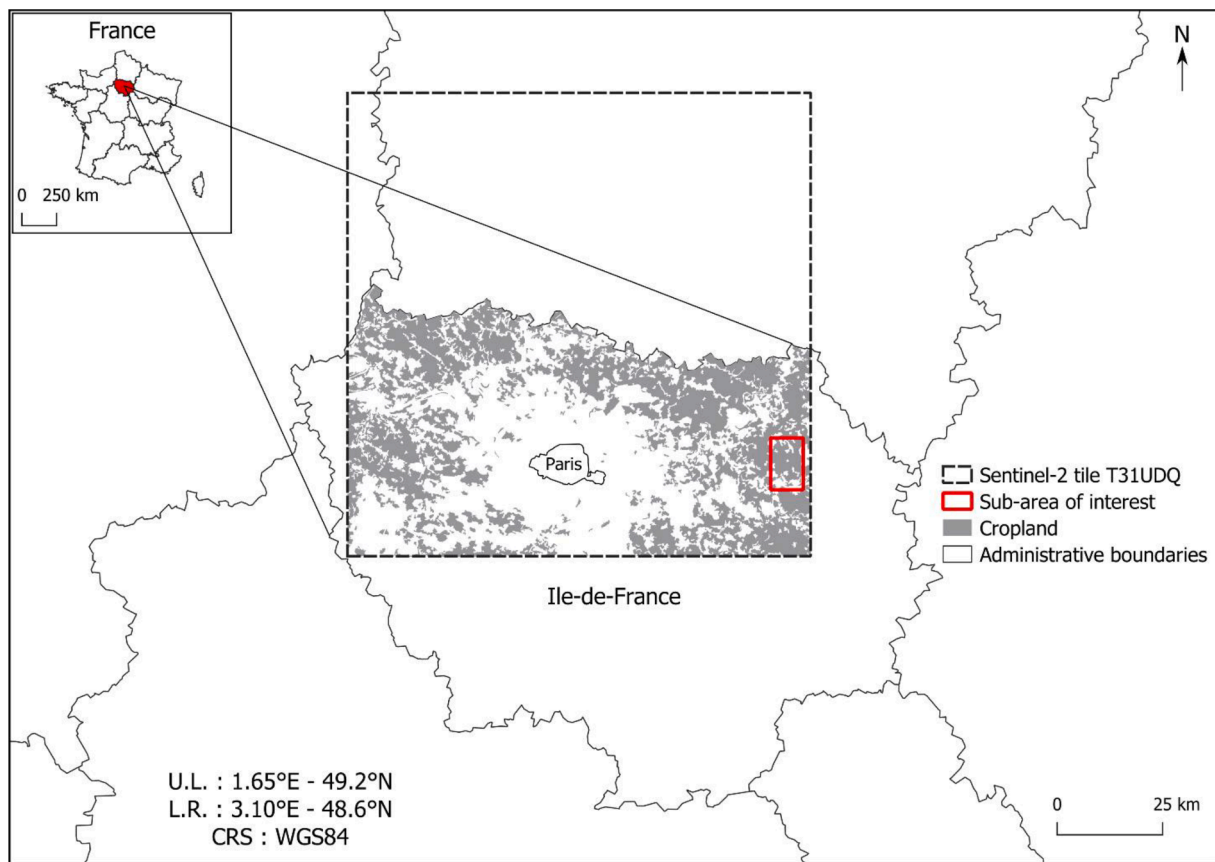 France
0 250 km
N
Paris
Sentinel-2 tile T31UDQ
Sub-area of interest
Cropland
Administrative boundaries
Ile-de-France
U.L. : 1.65°E - 49.2°N
L.R. : 3.10°E - 48.6°N
CRS : WGS84
0 25 km